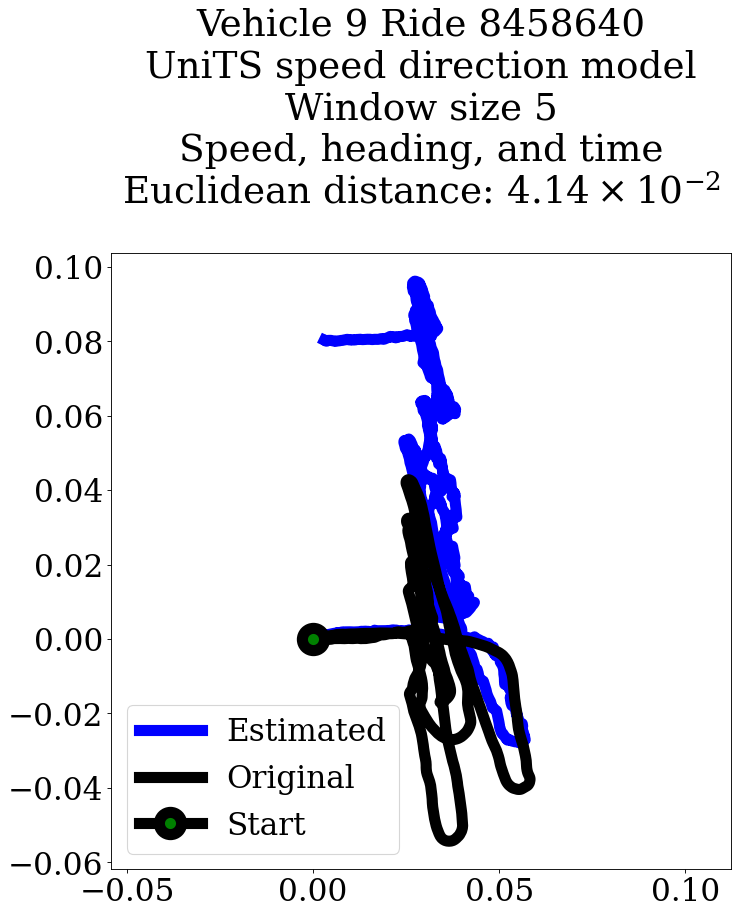 Vehicle 9 Ride 8458640
UniTS speed direction model
Window size 5
Speed, heading, and time
Euclidean distance: 4.14 × 10⁻²
0.10
0.08
0.06
0.04
0.02
0.00
−0.02
−0.04
−0.06
Estimated
Original
Start
−0.05 0.00 0.05 0.10